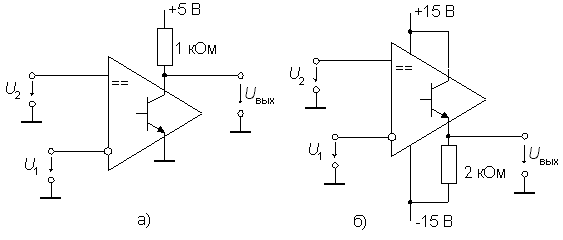 +5 В
1 кОм
U2
==
Uвых
U1
а)
+15 В
U2
==
U1
Uвых
2 кОм
-15 В
б)